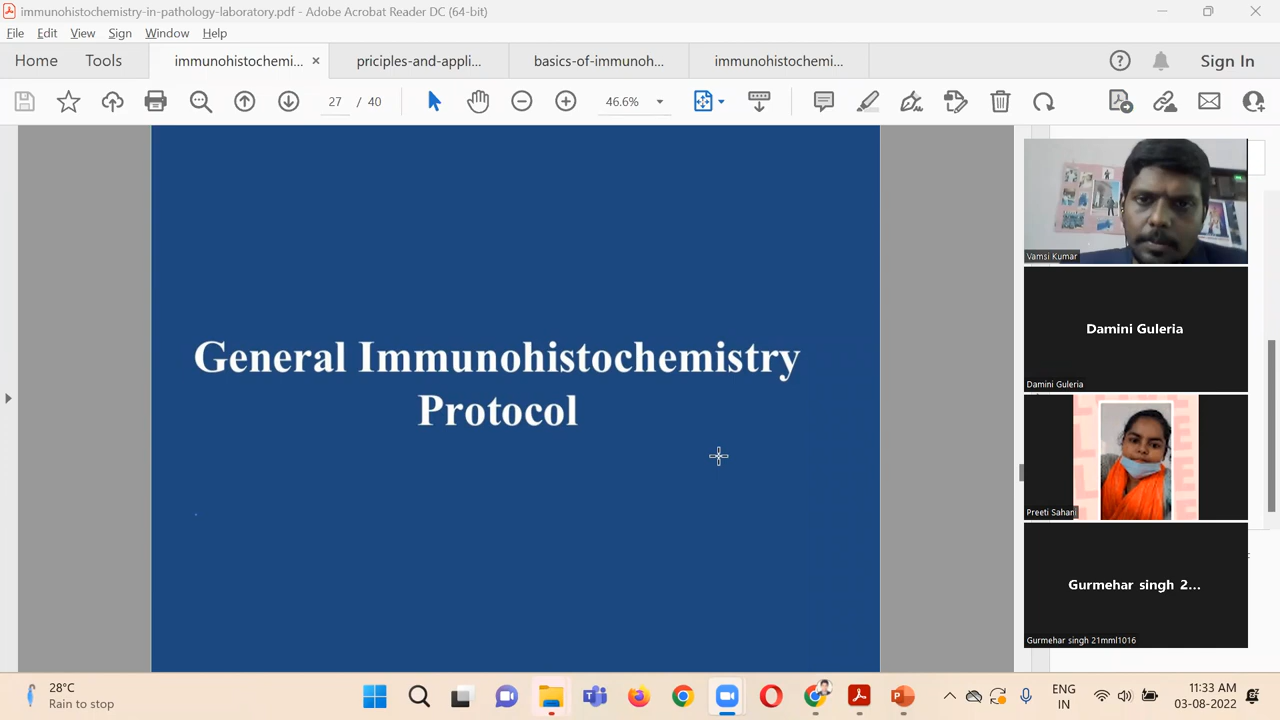 immunohistochemistry-in-pathology-laboratory.pdf - Adobe Acrobat Reader DC (64-bit)
File Edit View Sign Window Help
Home Tools immunohistochemi... × priciples-and-appli... basics-of-immunoh... immunohistochemi... Sign In
27 / 40 46.6%
General Immunohistochemistry
Protocol
Vamsi Kumar
Damini Guleria
Damini Guleria
Preeti Sahani
Gurmehar singh 2...
Gurmehar singh 21mml1016
28°C
Rain to stop
ENG
IN
11:33 AM
03-08-2022